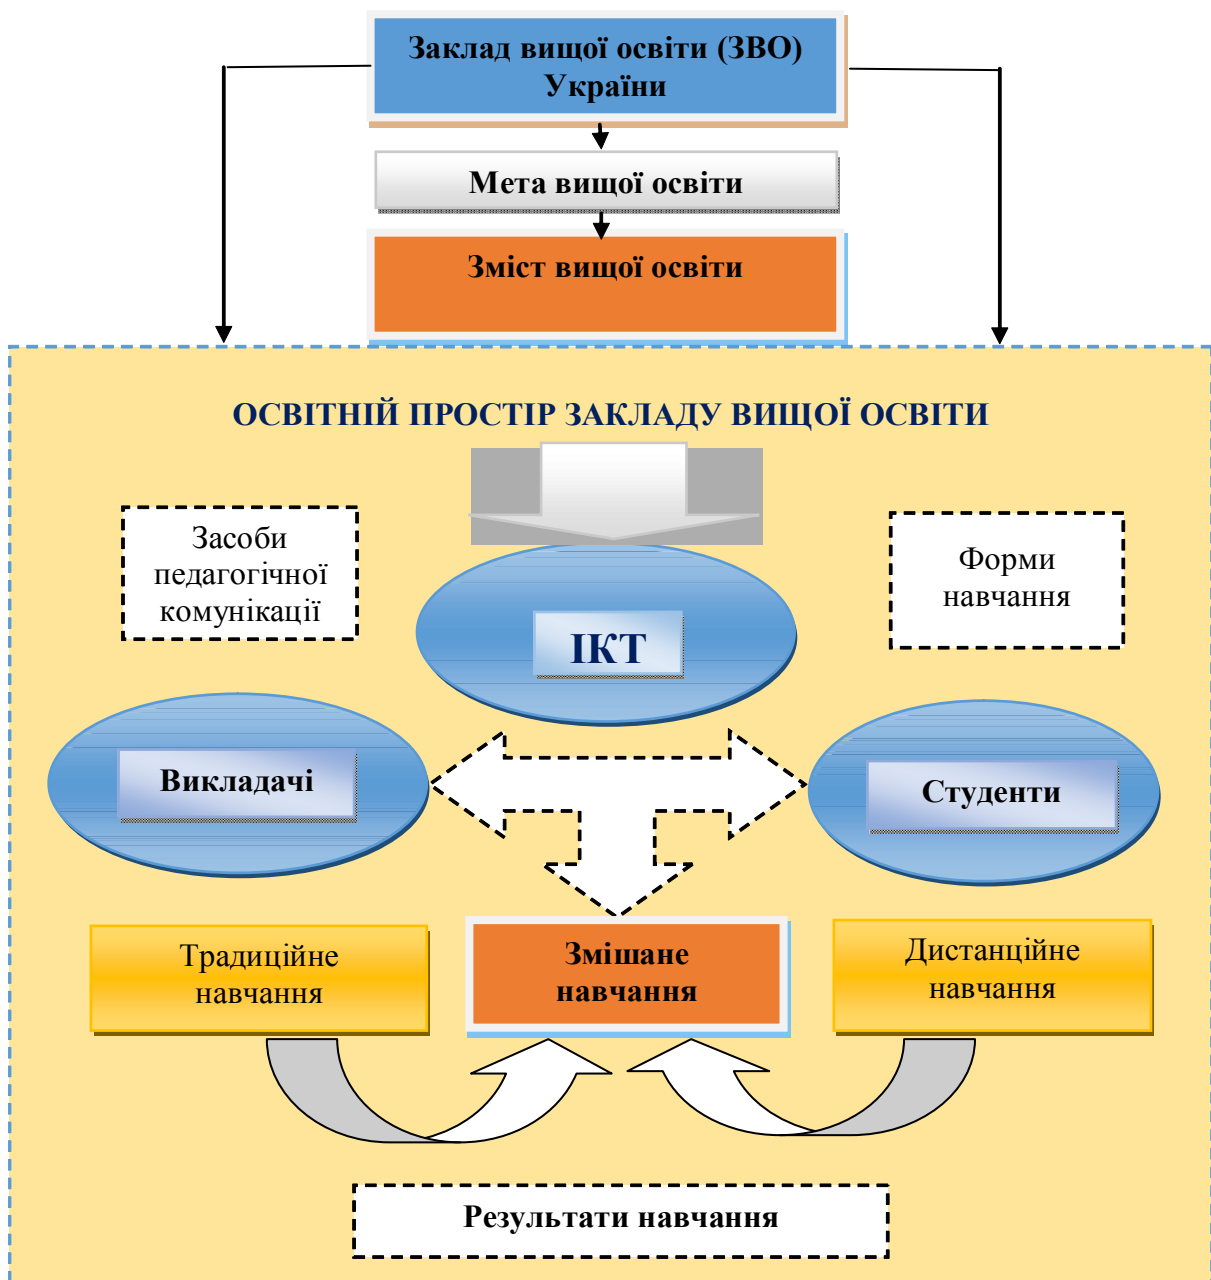 Заклад вищої освіти (ЗВО)
України
Мета вищої освіти
Зміст вищої освіти
ОСВІТНІЙ ПРОСТІР ЗАКЛАДУ ВИЩОЇ ОСВІТИ
Засоби
педагогічної
комунікації
Форми
навчання
ІКТ
Викладачі
Студенти
Традиційне
навчання
Змішане
навчання
Дистанційне
навчання
Результати навчання